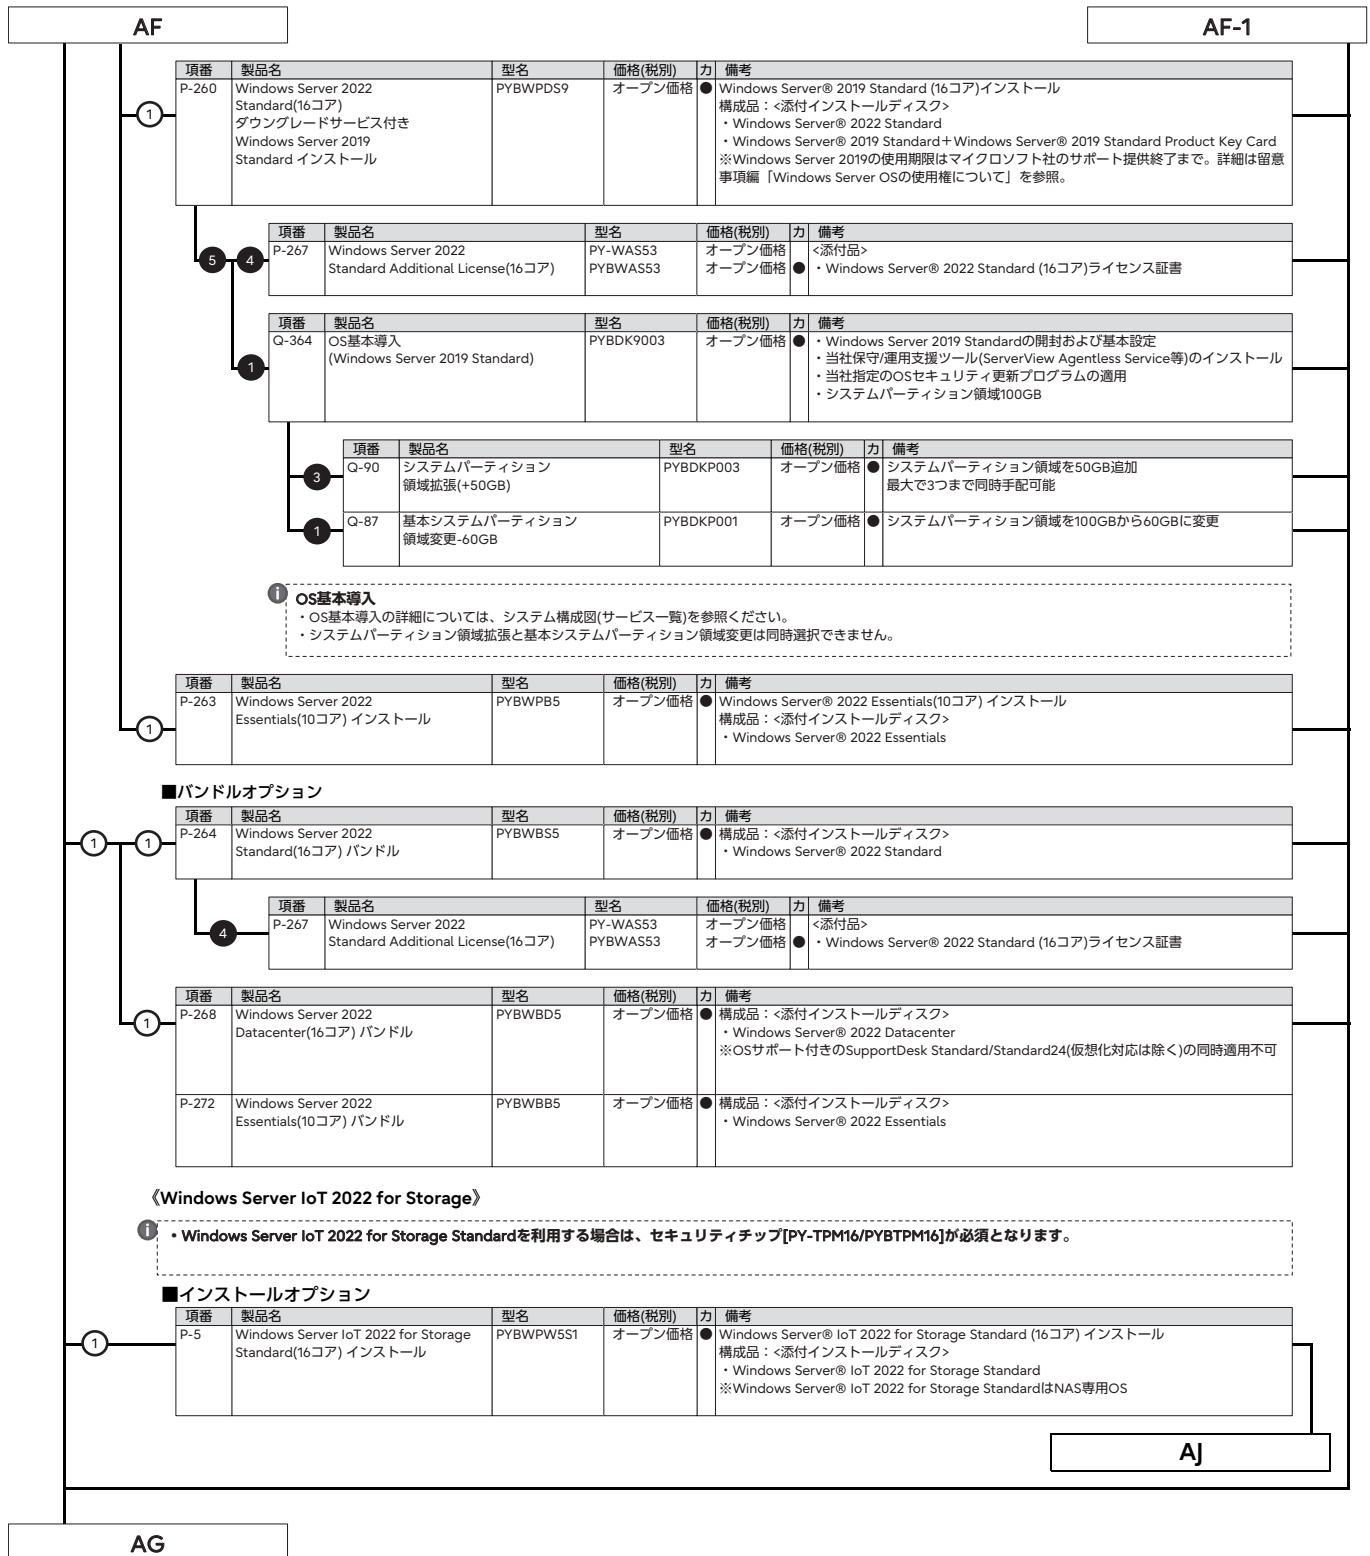 AF
AF-1
項番 製品名 型名 価格(税別) カ 備考
P-260 Windows Server 2022 PYBWPDS9 オープン価格 ● Windows Server® 2019 Standard (16コア)インストール
Standard(16コア) 構成品：<添付インストールディスク>
① ダウングレードサービス付き ・Windows Server® 2022 Standard
Windows Server 2019 ・Windows Server® 2019 Standard＋Windows Server® 2019 Standard Product Key Card
Standard インストール ※Windows Server 2019の使用期限はマイクロソフト社のサポート提供終了まで。詳細は留意
事項編「Windows Server OSの使用権について」を参照。
項番 製品名 型名 価格(税別) カ 備考
5 4 P-267 Windows Server 2022 PY-WAS53 オープン価格 <添付品>
Standard Additional License(16コア) PYBWAS53 オープン価格 ● ・Windows Server® 2022 Standard (16コア)ライセンス証書
項番 製品名 型名 価格(税別) カ 備考
Q-364 OS基本導入 PYBDK9003 オープン価格 ● ・Windows Server 2019 Standardの開封および基本設定
1 (Windows Server 2019 Standard) ・当社保守/運用支援ツール(ServerView Agentless Service等)のインストール
・当社指定のOSセキュリティ更新プログラムの適用
・システムパーティション領域100GB
項番 製品名 型名 価格(税別) カ 備考
3 Q-90 システムパーティション PYBDKP003 オープン価格 ● システムパーティション領域を50GB追加
領域拡張(+50GB) 最大で3つまで同時手配可能
1 Q-87 基本システムパーティション PYBDKP001 オープン価格 ● システムパーティション領域を100GBから60GBに変更
領域変更-60GB
i OS基本導入
・OS基本導入の詳細については、システム構成図(サービス一覧)を参照ください。
・システムパーティション領域拡張と基本システムパーティション領域変更は同時選択できません。
項番 製品名 型名 価格(税別) カ 備考
① P-263 Windows Server 2022 PYBWPB5 オープン価格 ● Windows Server® 2022 Essentials(10コア) インストール
Essentials(10コア) インストール 構成品：<添付インストールディスク>
・Windows Server® 2022 Essentials
■バンドルオプション
項番 製品名 型名 価格(税別) カ 備考
① ① P-264 Windows Server 2022 PYBWBS5 オープン価格 ● 構成品：<添付インストールディスク>
Standard(16コア) バンドル ・Windows Server® 2022 Standard
項番 製品名 型名 価格(税別) カ 備考
4 P-267 Windows Server 2022 PY-WAS53 オープン価格 <添付品>
Standard Additional License(16コア) PYBWAS53 オープン価格 ● ・Windows Server® 2022 Standard (16コア)ライセンス証書
項番 製品名 型名 価格(税別) カ 備考
① P-268 Windows Server 2022 PYBWBD5 オープン価格 ● 構成品：<添付インストールディスク>
Datacenter(16コア) バンドル ・Windows Server® 2022 Datacenter
※OSサポート付きのSupportDesk Standard/Standard24(仮想化対応は除く)の同時適用不可
P-272 Windows Server 2022 PYBWBB5 オープン価格 ● 構成品：<添付インストールディスク>
Essentials(10コア) バンドル ・Windows Server® 2022 Essentials
《Windows Server IoT 2022 for Storage》
i ・Windows Server IoT 2022 for Storage Standardを利用する場合は、セキュリティチップ[PY-TPM16/PYBTPM16]が必須となります。
■インストールオプション
項番 製品名 型名 価格(税別) カ 備考
① P-5 Windows Server IoT 2022 for Storage PYBWPW5S1 オープン価格 ● Windows Server® IoT 2022 for Storage Standard (16コア) インストール
Standard(16コア) インストール 構成品：<添付インストールディスク>
・Windows Server® IoT 2022 for Storage Standard
※Windows Server® IoT 2022 for Storage StandardはNAS専用OS
AJ
AG